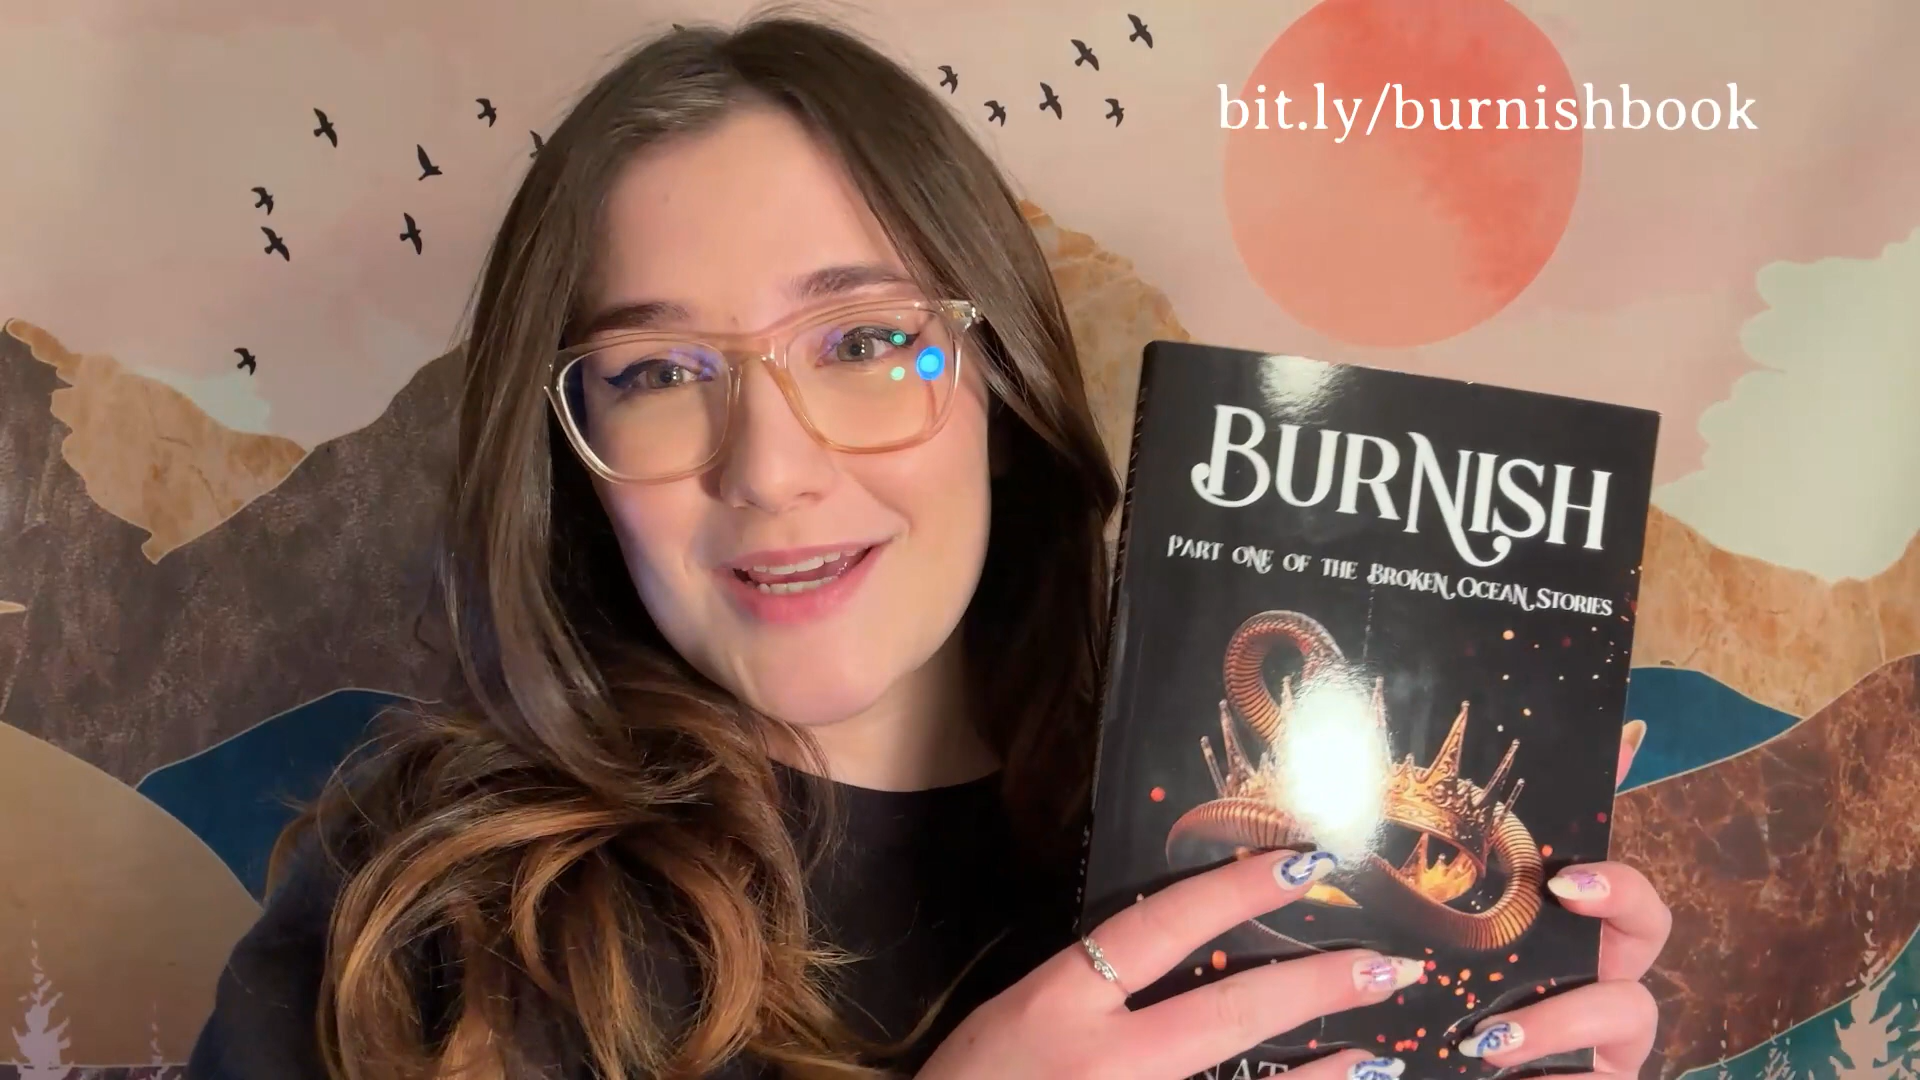 bit.ly/burnishbook
BURNISH
PART ONE OF THE BROKEN OCEAN STORIES